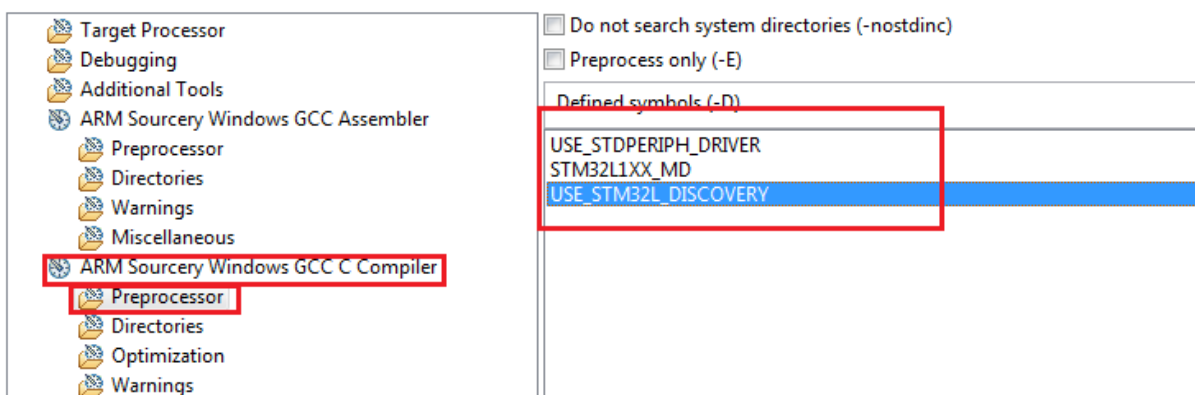 Target Processor
Debugging
Additional Tools
ARM Sourcery Windows GCC Assembler
Preprocessor
Directories
Warnings
Miscellaneous
ARM Sourcery Windows GCC C Compiler
Preprocessor
Directories
Optimization
Warnings
Do not search system directories (-nostdinc)
Preprocess only (-E)
Defined symbols (-D)
USE_STDPERIPH_DRIVER
STM32L1XX_MD
USE_STM32L_DISCOVERY